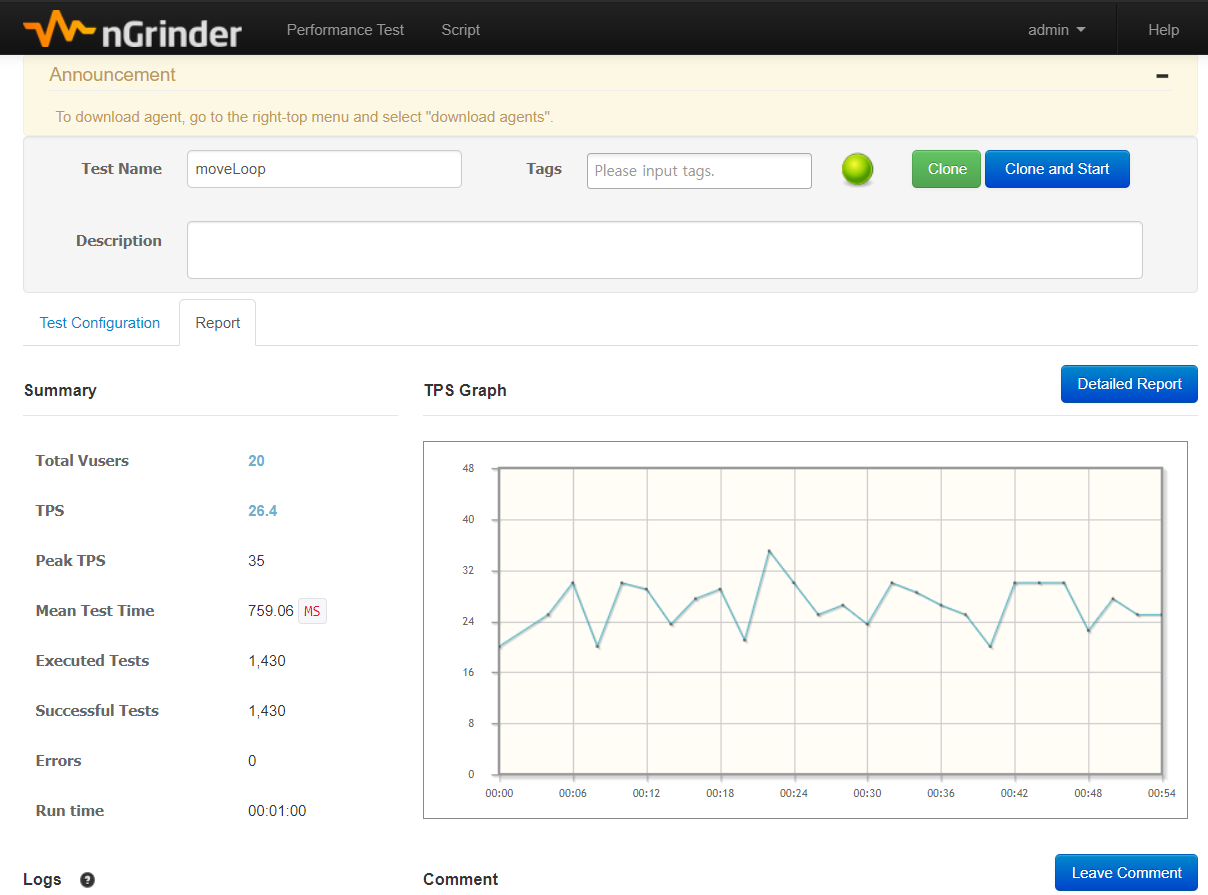 nGrinder Performance Test Script admin Help
Announcement
To download agent, go to the right-top menu and select "download agents".
Test Name moveLoop Tags Please input tags. Clone Clone and Start
Description
Test Configuration Report
Summary TPS Graph Detailed Report
Total Vusers 20
TPS 26.4
Peak TPS 35
Mean Test Time 759.06 MS
Executed Tests 1,430
Successful Tests 1,430
Errors 0
Run time 00:01:00
48
40
32
24
16
8
0
00:00 00:06 00:12 00:18 00:24 00:30 00:36 00:42 00:48 00:54
Logs ? Comment Leave Comment